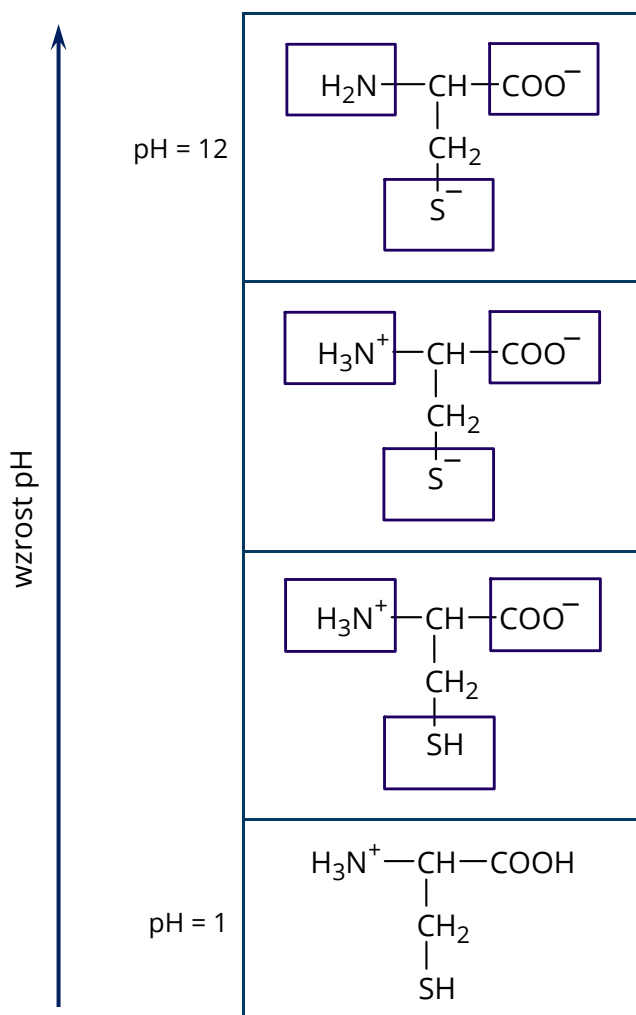 H₂N—CH—COO⁻
pH = 12
CH₂
S⁻
H₃N⁺—CH—COO⁻
CH₂
S⁻
wzrost pH
H₃N⁺—CH—COO⁻
CH₂
SH
H₃N⁺—CH—COOH
pH = 1
CH₂
SH